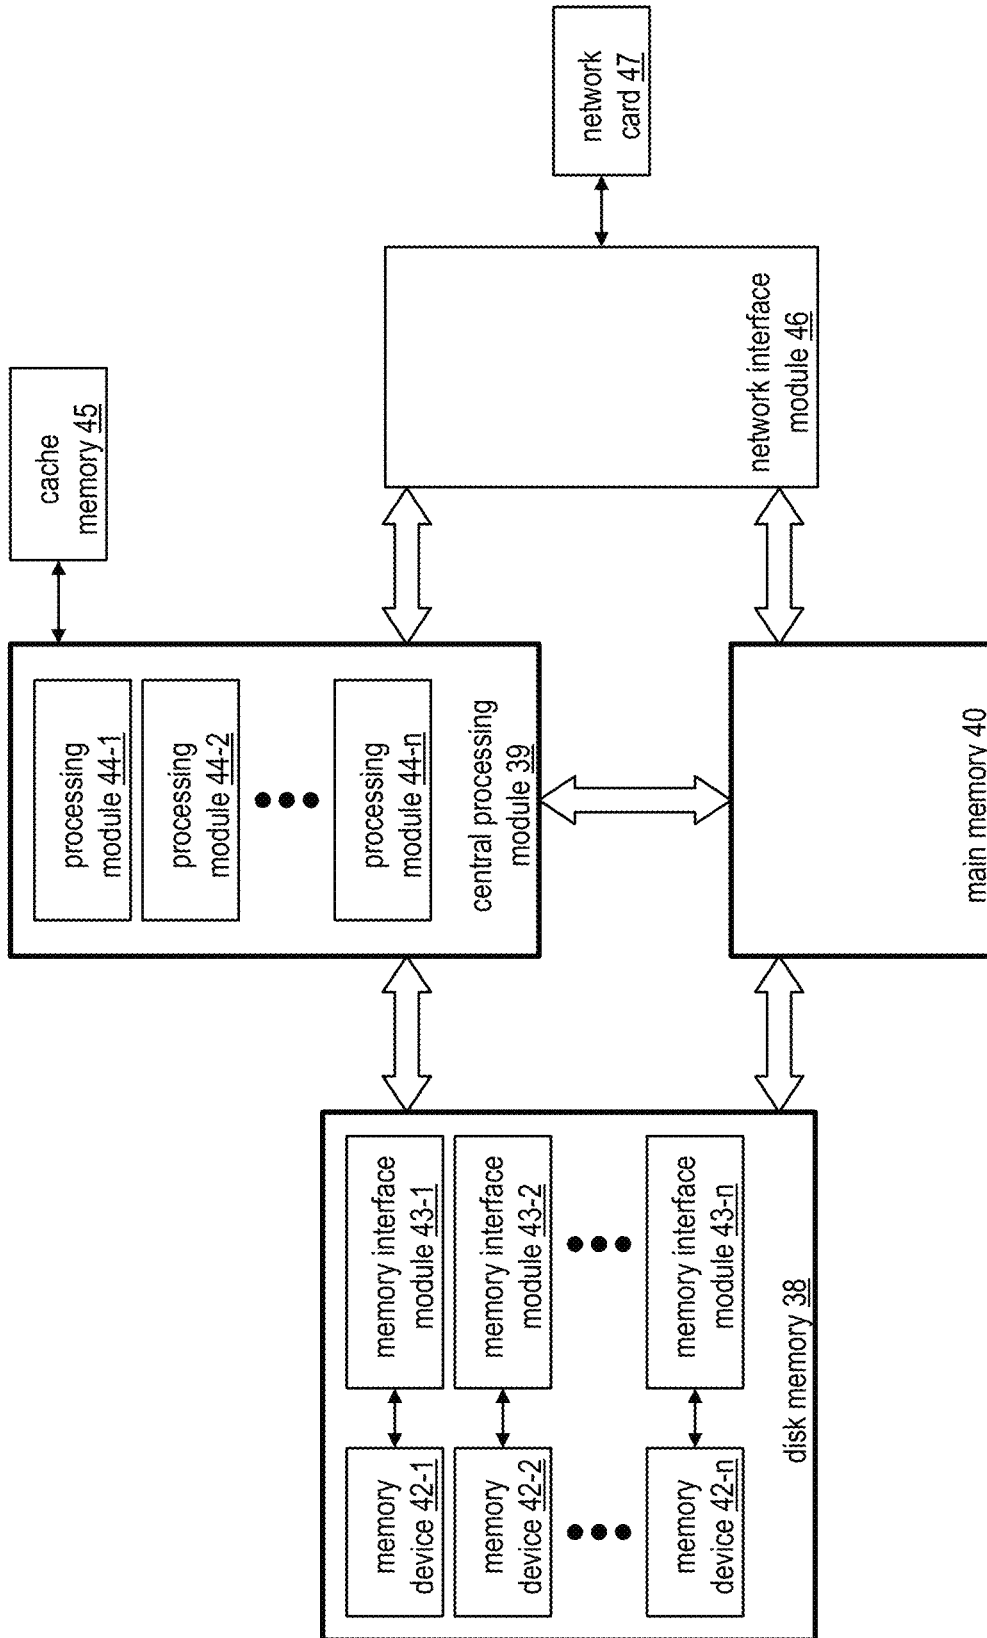 memory
device 42-1
memory interface
module 43-1
memory
device 42-2
memory interface
module 43-2
memory
device 42-n
memory interface
module 43-n
disk memory 38
processing
module 44-1
processing
module 44-2
processing
module 44-n
central processing
module 39
cache
memory 45
main memory 40
network interface
module 46
network
card 47